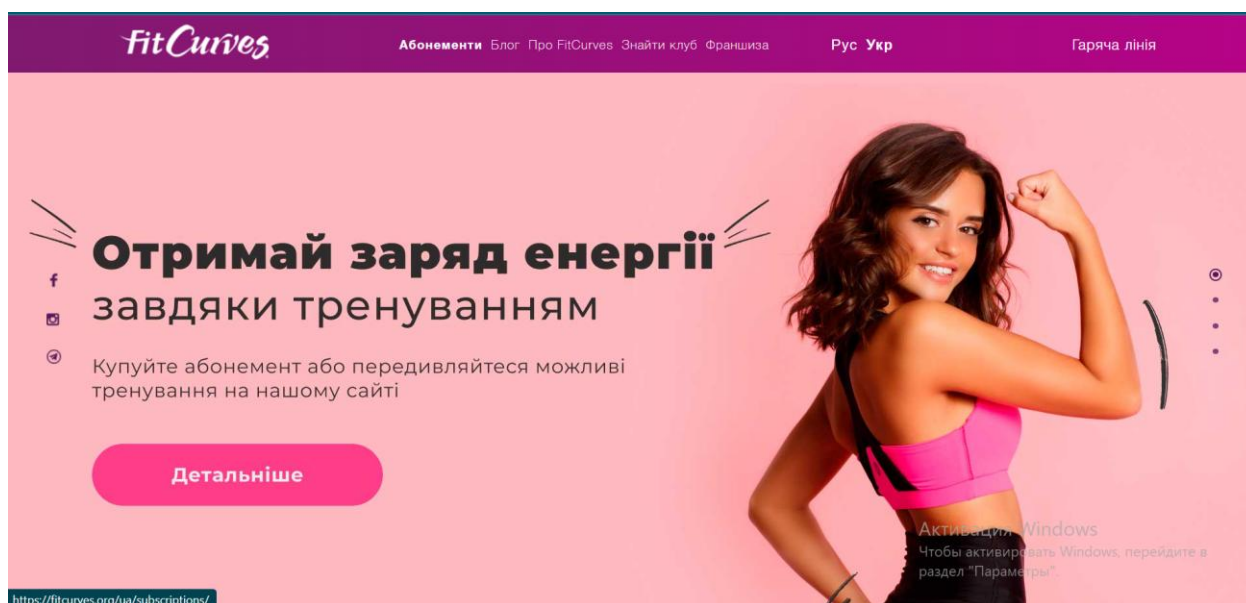 FitCurves
Абонементи Блог Про FitCurves Знайти клуб Франшиза
Рус Укр
Гаряча лінія
Отримай заряд енергії
завдяки тренуванням
Купуйте абонемент або передивляйтеся можливі
тренування на нашому сайті
Детальніше
Активация Windows
Чтобы активировать Windows, перейдите в
раздел "Параметры".
https://fitcurves.org/ua/subscriptions/